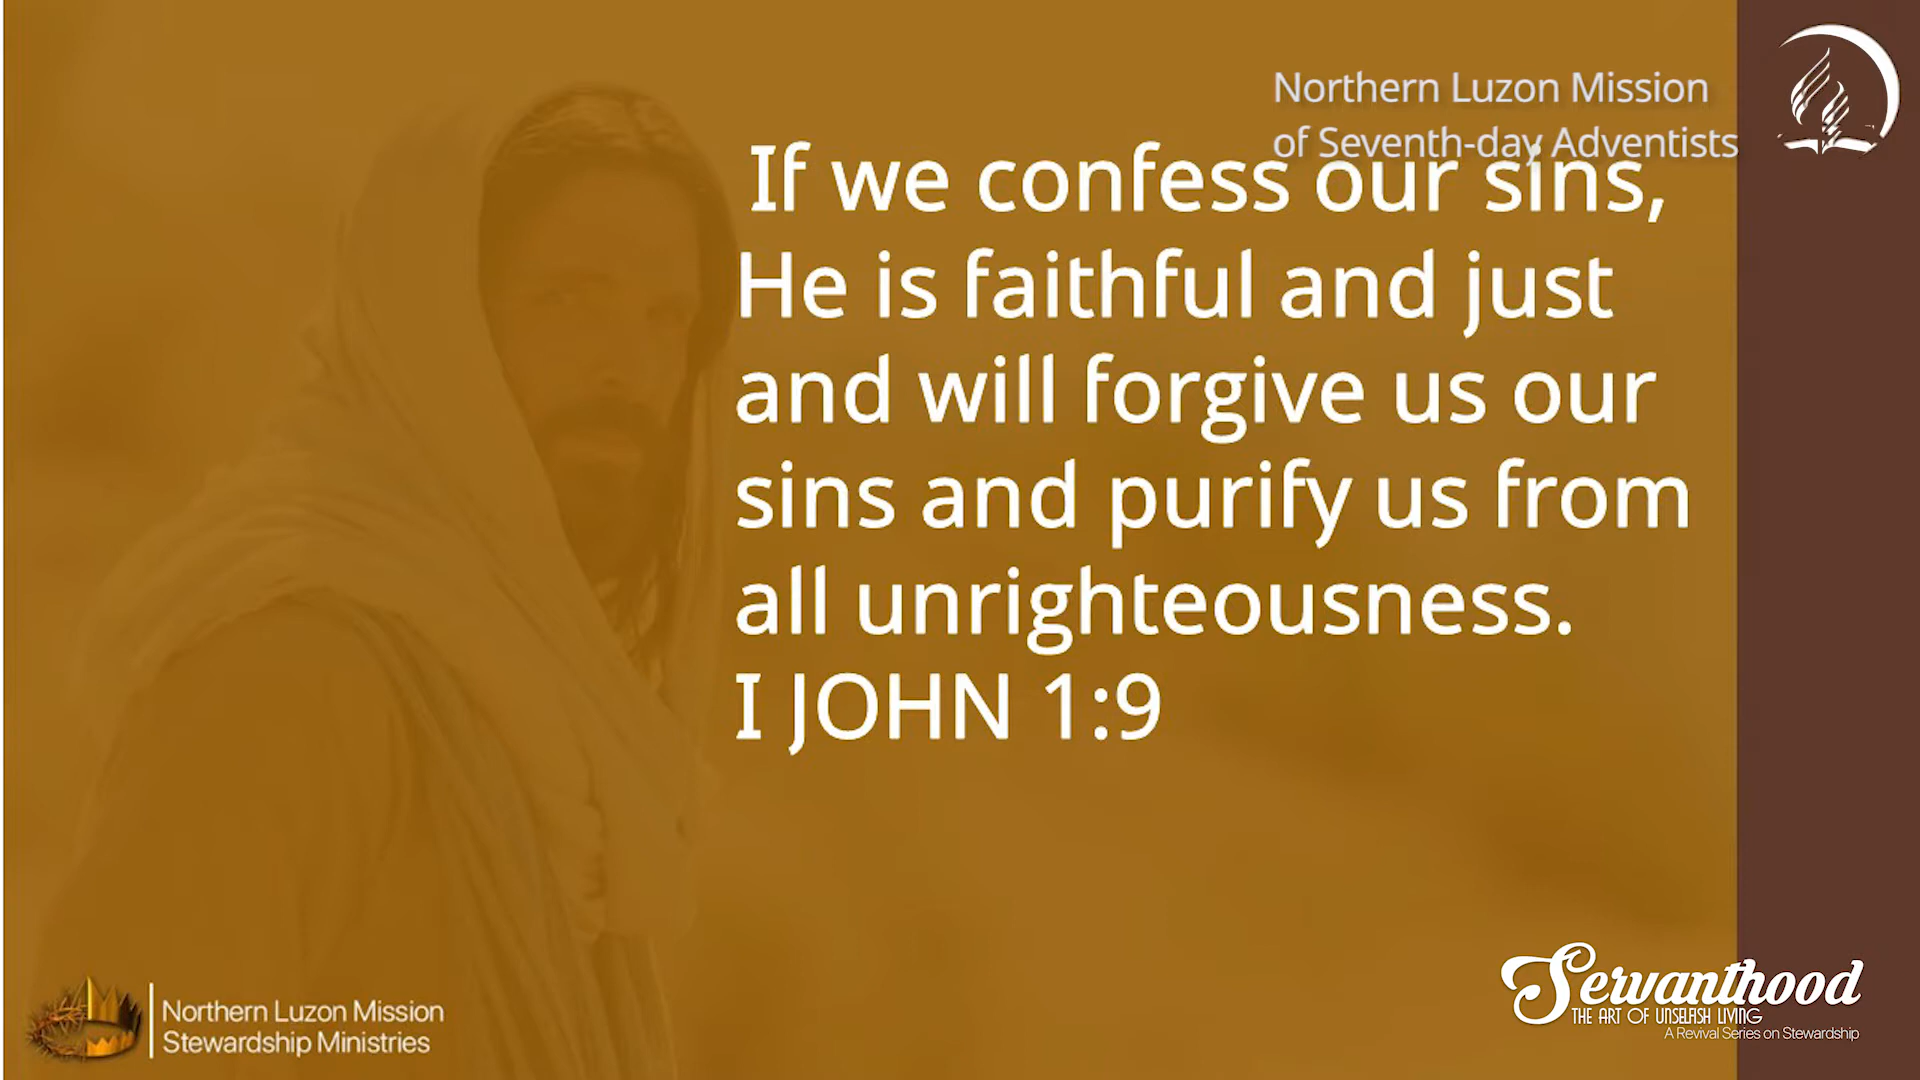 Northern Luzon Mission
of Seventh-day Adventists
If we confess our sins,
He is faithful and just
and will forgive us our
sins and purify us from
all unrighteousness.
I JOHN 1:9
Northern Luzon Mission
Stewardship Ministries
Servanthood
THE ART OF UNSELFISH LIVING
A Revival Series on Stewardship